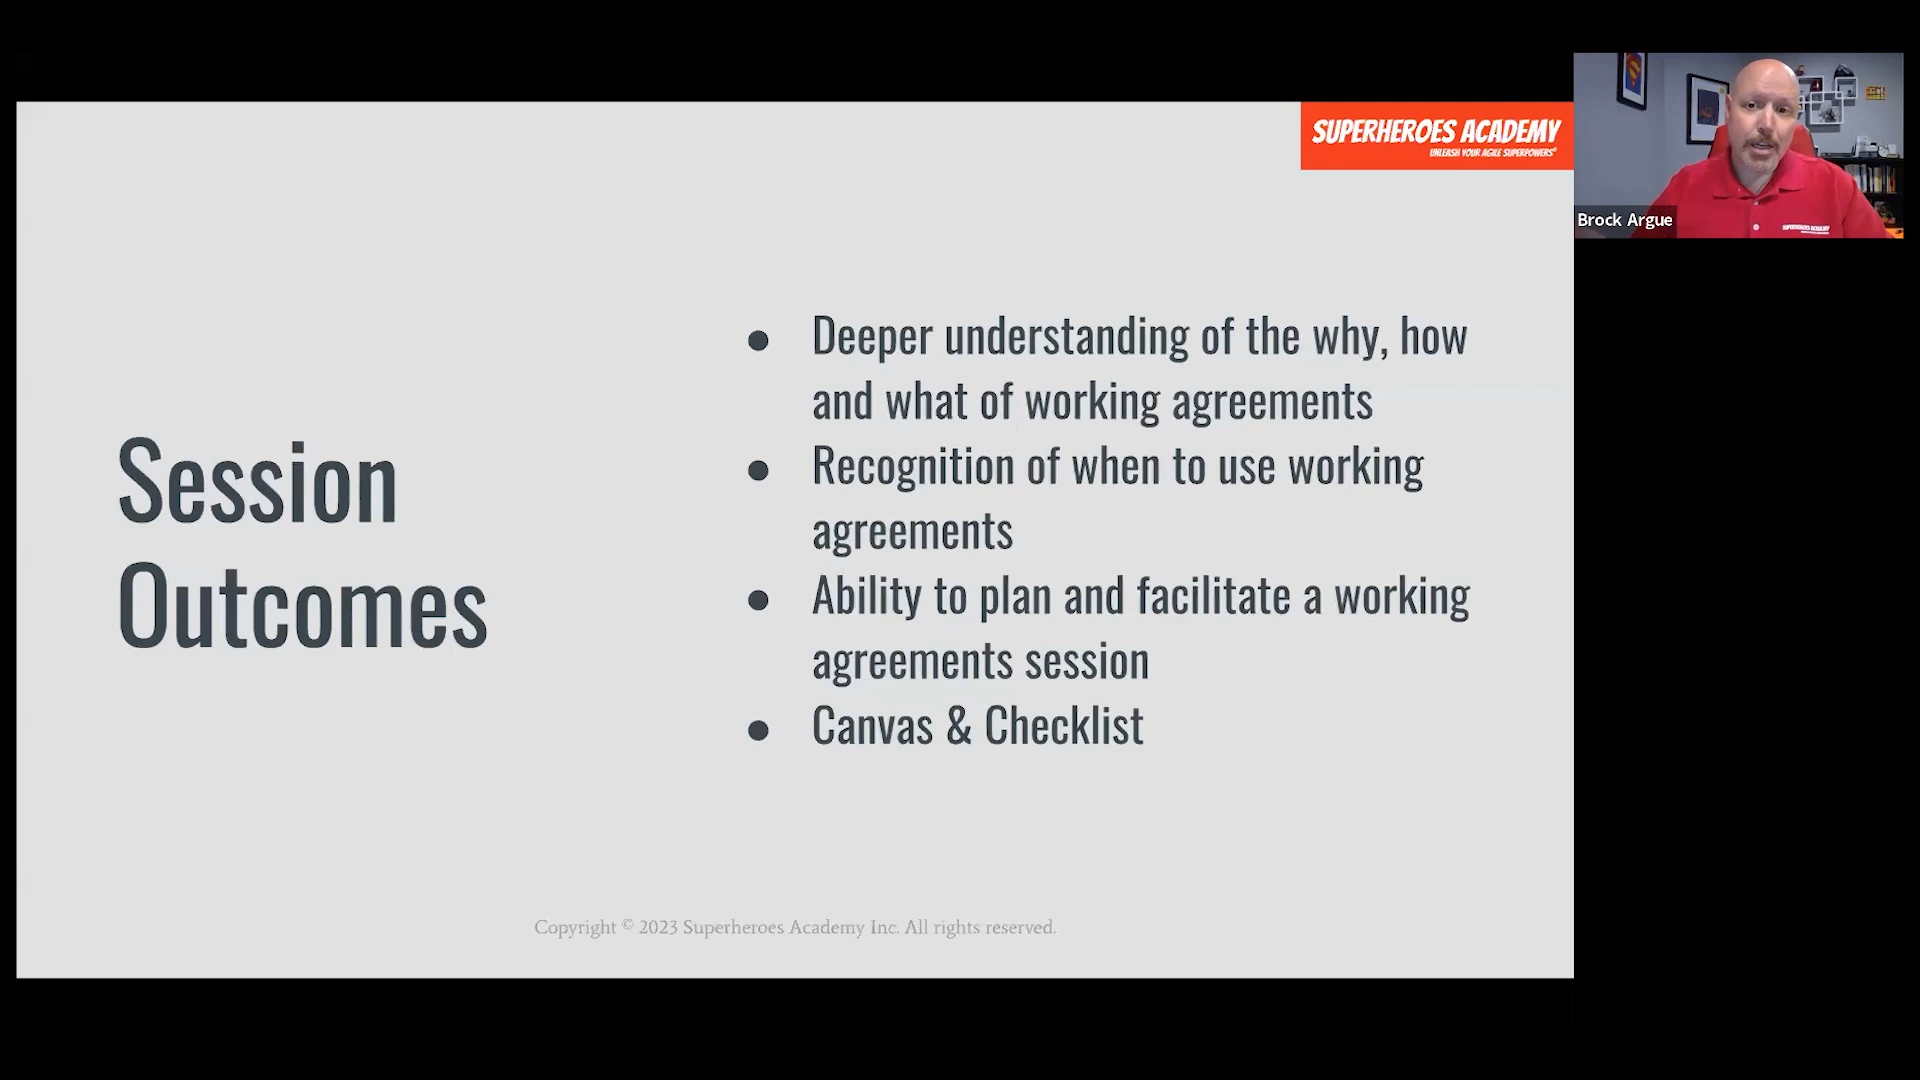 SUPERHEROES ACADEMY
UNLEASH YOUR AGILE SUPERPOWERS®
Brock Argue
SUPERHEROES ACADEMY
Session
Outcomes
● Deeper understanding of the why, how
and what of working agreements
● Recognition of when to use working
agreements
● Ability to plan and facilitate a working
agreements session
● Canvas & Checklist
Copyright © 2023 Superheroes Academy Inc. All rights reserved.